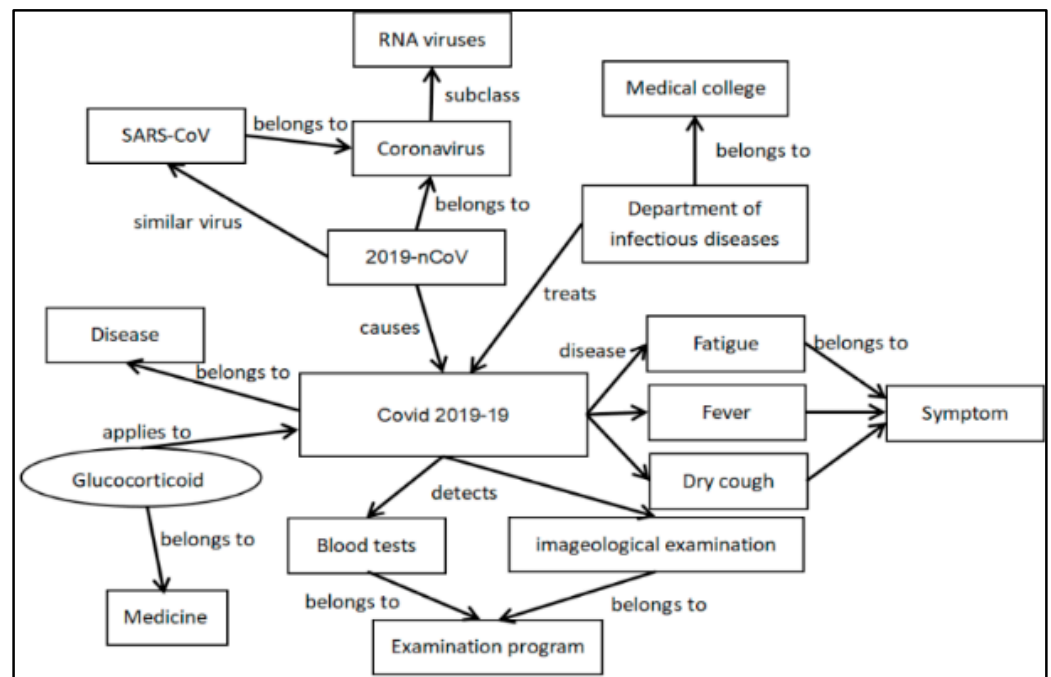 RNA viruses
subclass
Medical college
SARS-CoV
belongs to
Coronavirus
belongs to
similar virus
belongs to
Department of
infectious diseases
2019-nCoV
treats
causes
Disease
belongs to
disease
Fatigue
belongs to
Covid 2019-19
Fever
Symptom
applies to
Glucocorticoid
Dry cough
detects
belongs to
Blood tests
imageological examination
Medicine
belongs to
belongs to
Examination program